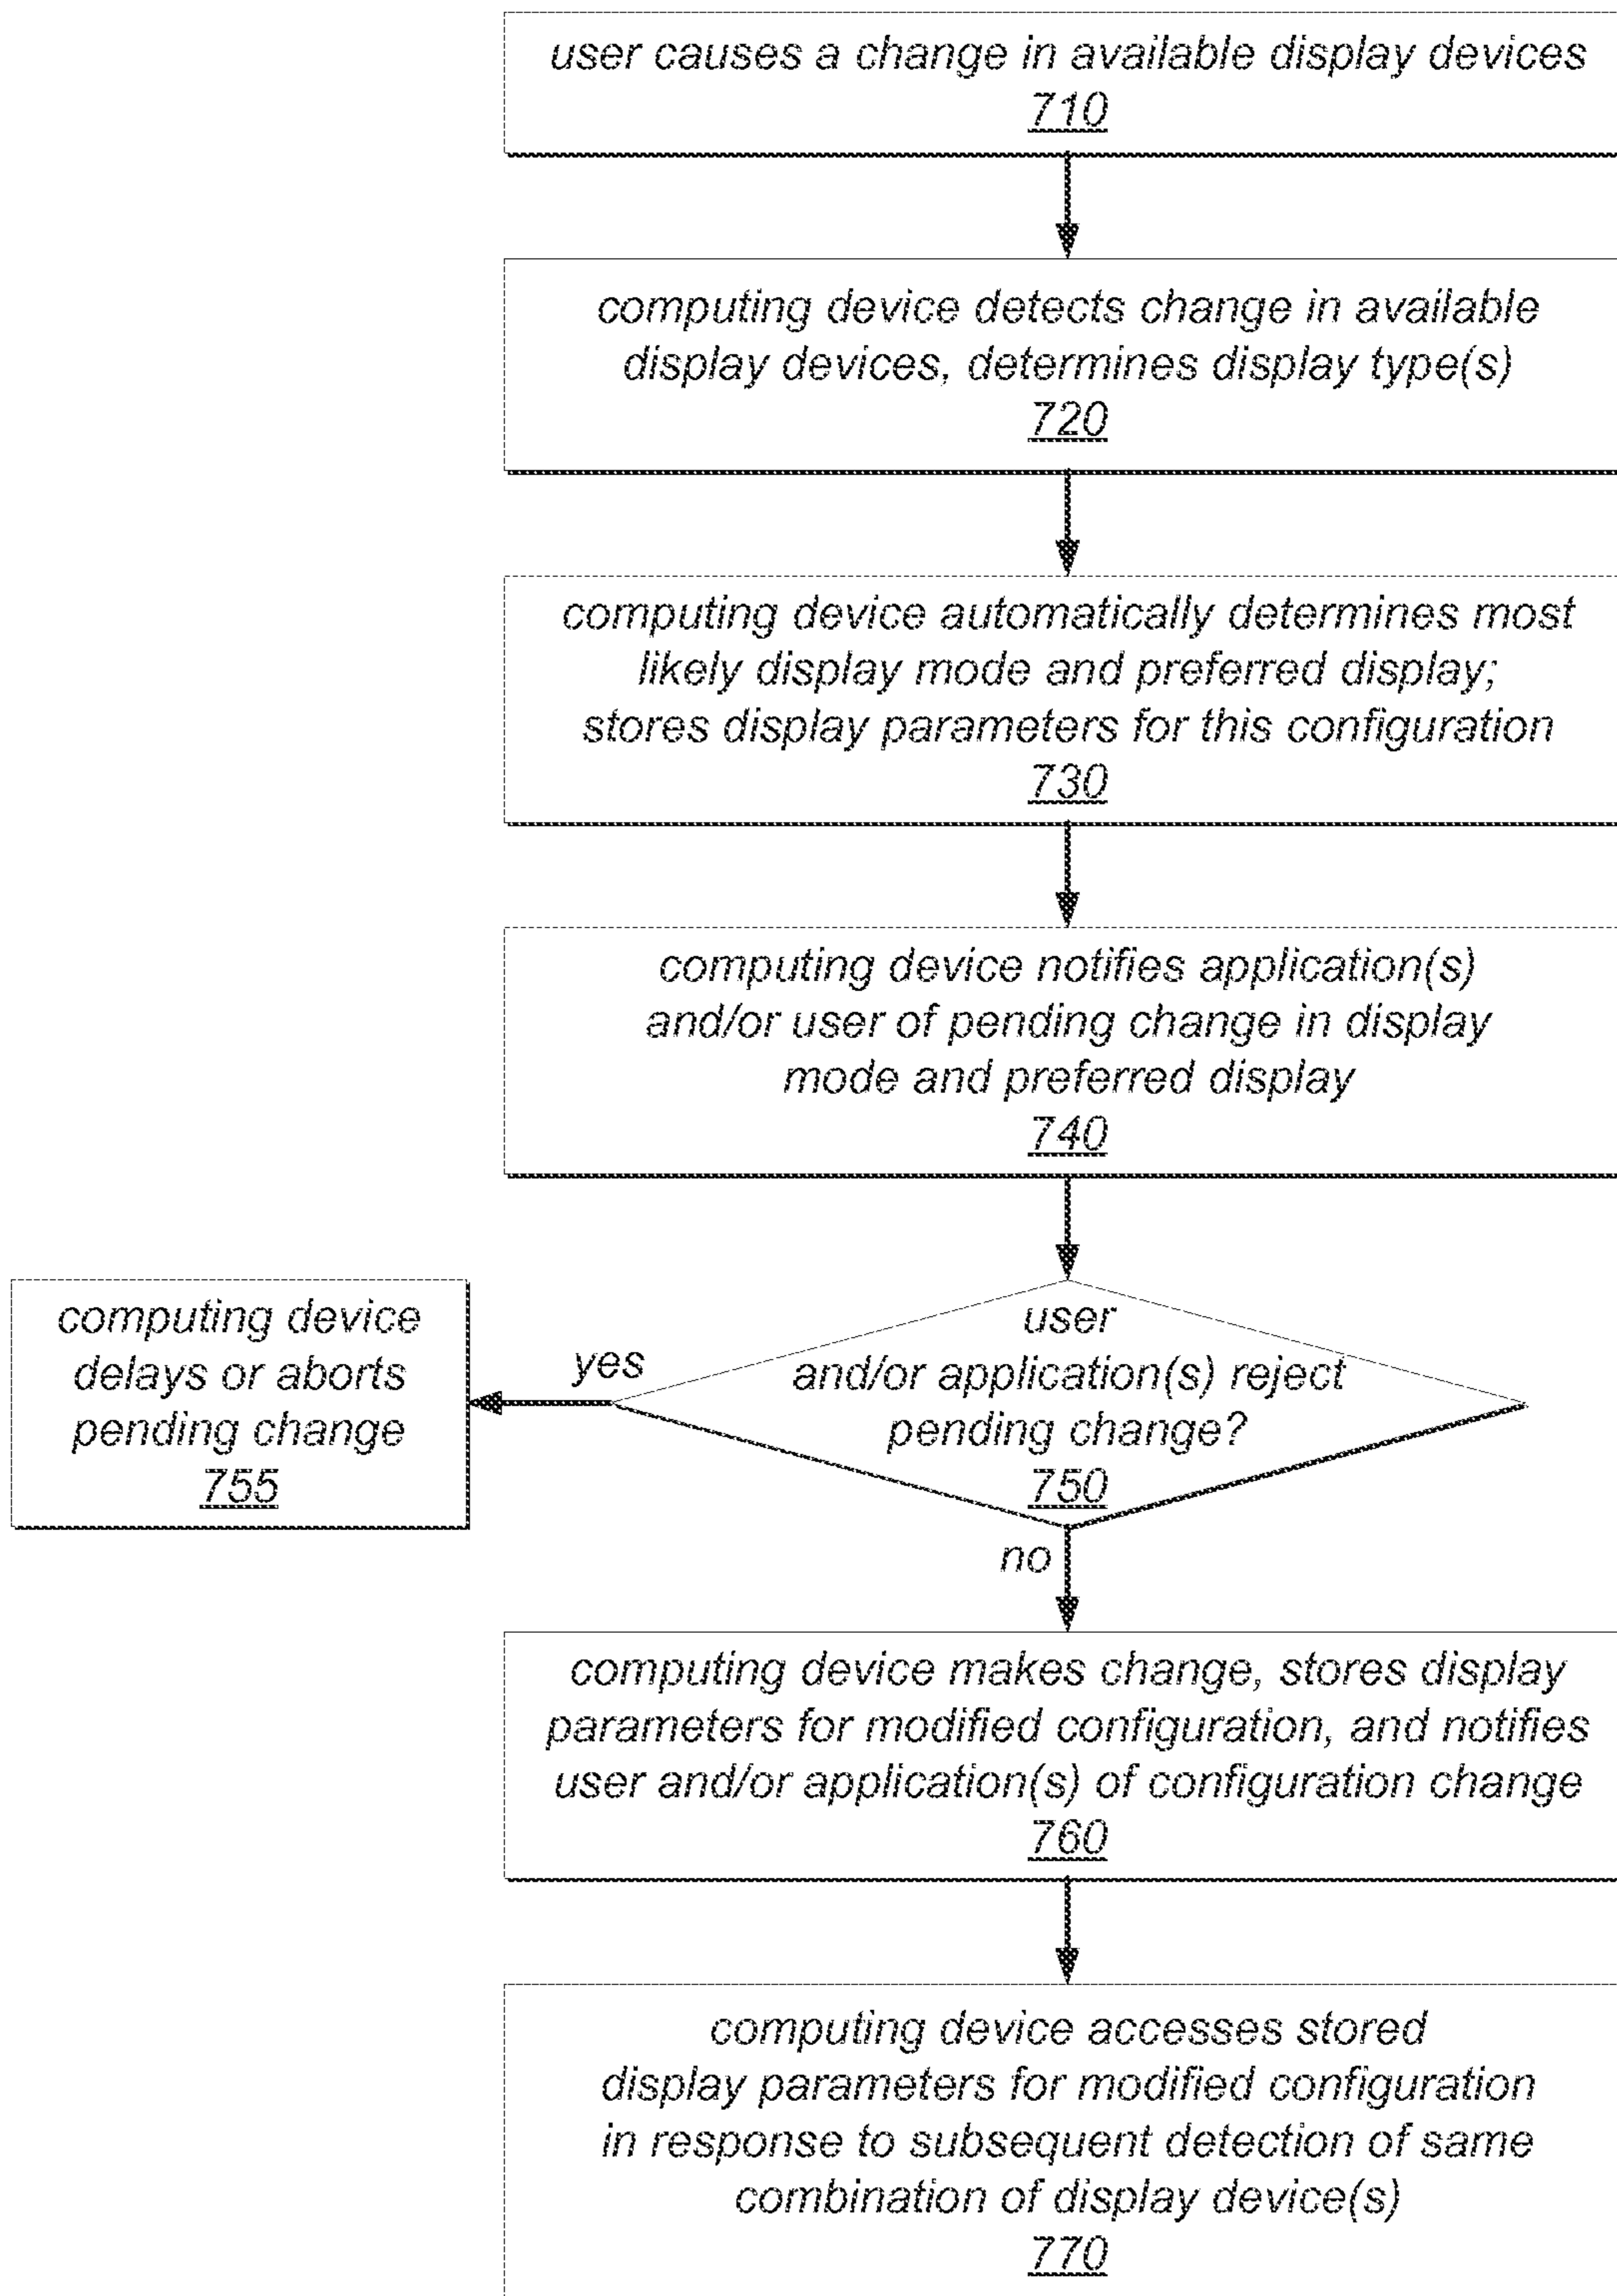 user causes a change in available display devices
710
computing device detects change in available
display devices, determines display type(s)
720
computing device automatically determines most
likely display mode and preferred display;
stores display parameters for this configuration
730
computing device notifies application(s)
and/or user of pending change in display
mode and preferred display
740
user
and/or application(s) reject
pending change?
750
yes
computing device
delays or aborts
pending change
755
no
computing device makes change, stores display
parameters for modified configuration, and notifies
user and/or application(s) of configuration change
760
computing device accesses stored
display parameters for modified configuration
in response to subsequent detection of same
combination of display device(s)
770